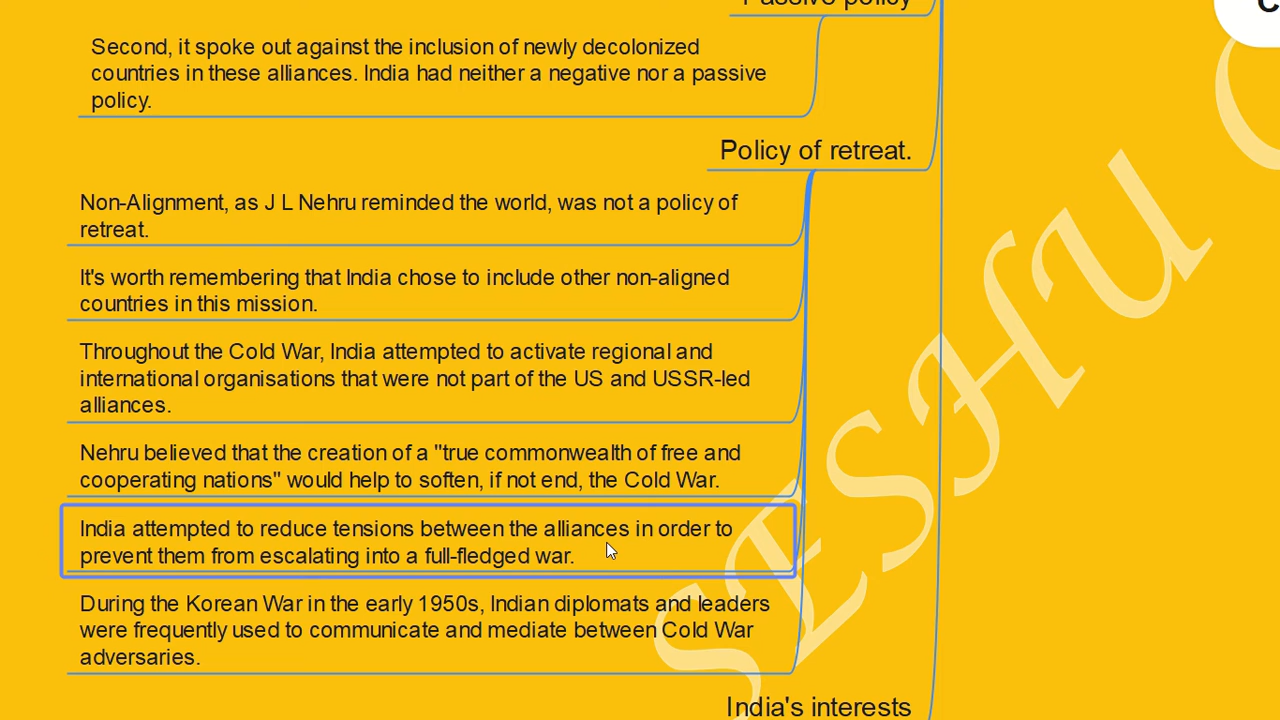 Passive policy
Second, it spoke out against the inclusion of newly decolonized
countries in these alliances. India had neither a negative nor a passive
policy.
Policy of retreat.
Non-Alignment, as J L Nehru reminded the world, was not a policy of
retreat.
It's worth remembering that India chose to include other non-aligned
countries in this mission.
Throughout the Cold War, India attempted to activate regional and
international organisations that were not part of the US and USSR-led
alliances.
Nehru believed that the creation of a "true commonwealth of free and
cooperating nations" would help to soften, if not end, the Cold War.
India attempted to reduce tensions between the alliances in order to
prevent them from escalating into a full-fledged war.
During the Korean War in the early 1950s, Indian diplomats and leaders
were frequently used to communicate and mediate between Cold War
adversaries.
India's interests
SESHU